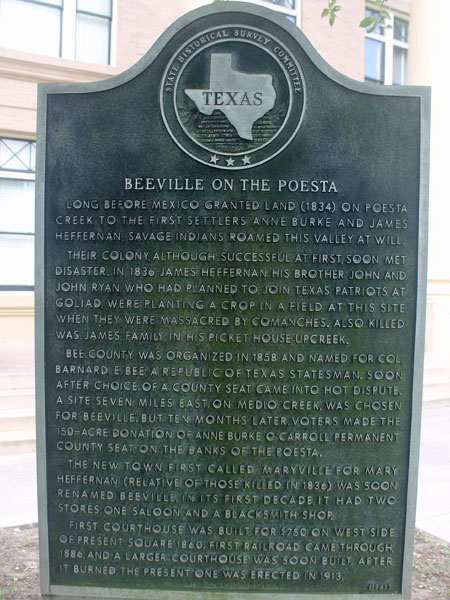 STATE HISTORICAL SURVEY COMMITTEE
TEXAS
BEEVILLE ON THE POESTA
LONG BEFORE MEXICO GRANTED LAND (1834) ON POESTA
CREEK TO THE FIRST SETTLERS, ANNE BURKE AND JAMES
HEFFERNAN, SAVAGE INDIANS ROAMED THIS VALLEY AT WILL.
THEIR COLONY ALTHOUGH SUCCESSFUL AT FIRST, SOON MET
DISASTER. IN 1836 JAMES HEFFERNAN, HIS BROTHER JOHN, AND
JOHN RYAN, WHO HAD PLANNED TO JOIN TEXAS PATRIOTS AT
GOLIAD, WERE PLANTING A CROP IN A FIELD AT THIS SITE
WHEN THEY WERE MASSACRED BY COMANCHES. ALSO KILLED
WAS JAMES' FAMILY, IN HIS PICKET HOUSE UPCREEK.
BEE COUNTY WAS ORGANIZED IN 1858 AND NAMED FOR COL.
BARNARD E. BEE, A REPUBLIC OF TEXAS STATESMAN. SOON
AFTER, CHOICE OF A COUNTY SEAT CAME INTO HOT DISPUTE.
A SITE SEVEN MILES EAST, ON MEDIO CREEK, WAS CHOSEN
FOR BEEVILLE. BUT TEN MONTHS LATER, VOTERS MADE THE
150-ACRE DONATION OF ANNE BURKE O'CARROLL PERMANENT
COUNTY SEAT, ON THE BANKS OF THE POESTA.
THE NEW TOWN, FIRST CALLED "MARYVILLE" FOR MARY
HEFFERNAN (RELATIVE OF THOSE KILLED IN 1836) WAS SOON
RENAMED BEEVILLE. IN ITS FIRST DECADE, IT HAD TWO
STORES, ONE SALOON, AND A BLACKSMITH SHOP.
FIRST COURTHOUSE WAS BUILT FOR $750 ON WEST SIDE
OF PRESENT SQUARE, 1860. FIRST RAILROAD CAME THROUGH,
1886, AND A LARGER COURTHOUSE WAS SOON BUILT. AFTER
IT BURNED, THE PRESENT ONE WAS ERECTED IN 1913.